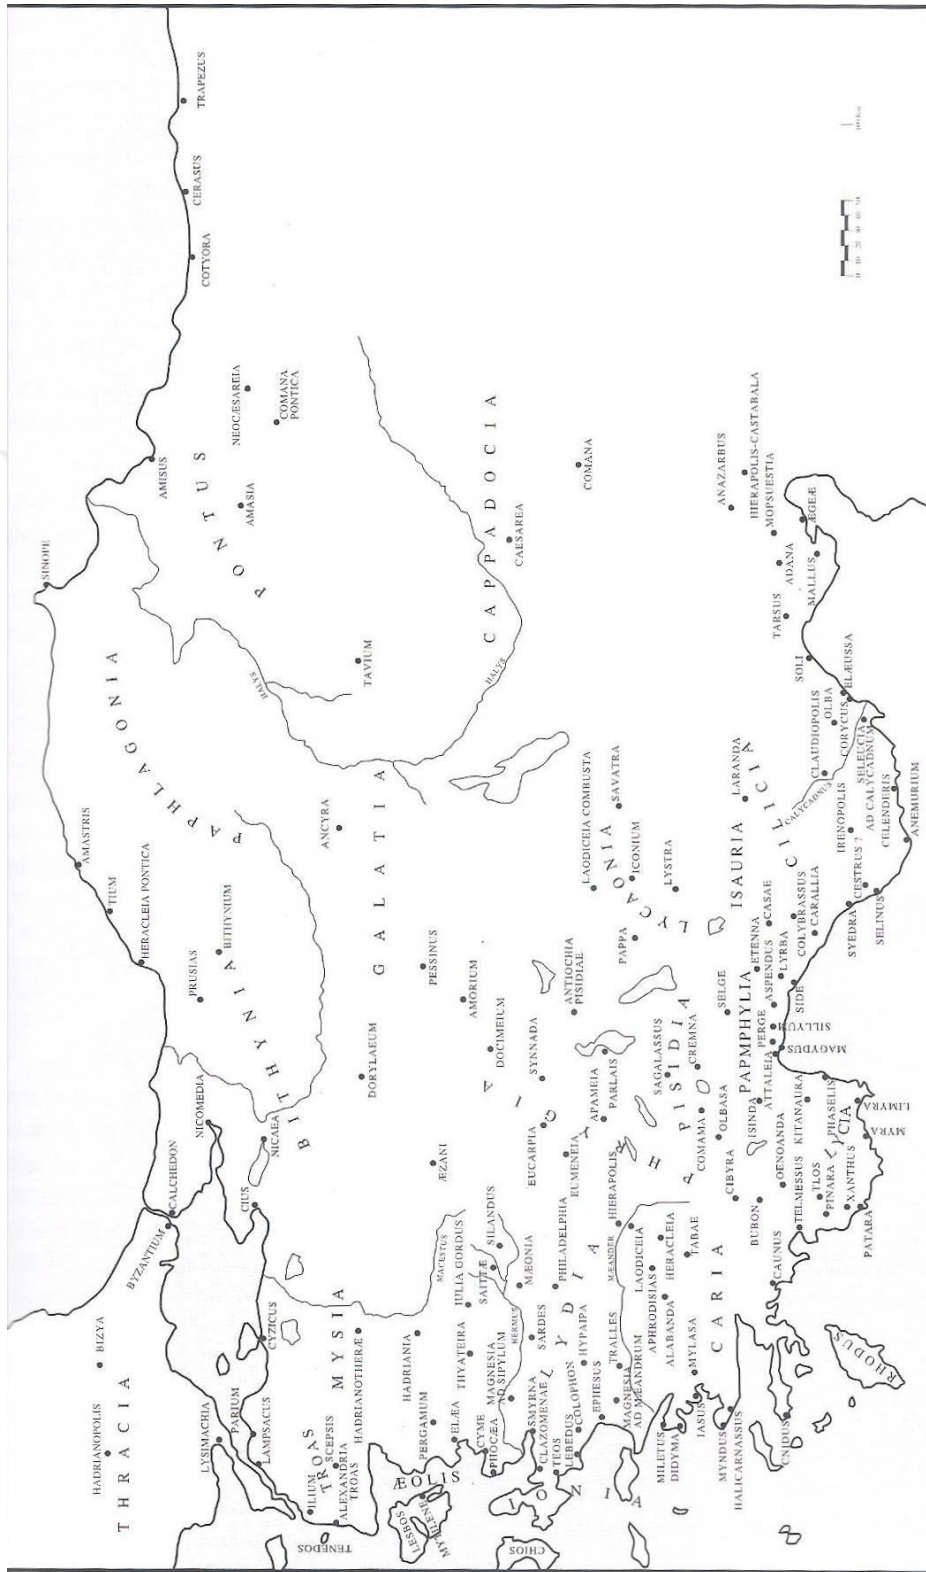 THRACIA
HADRIANOPOLIS
BIZYA
BYZANTIUM
CALCHEDON
LYSIMACHIA
PARIUM
LAMPSACUS
CYZICUS
CIUS
NICOMEDIA
NICAEA
BITHYNIA
PRUSIAS
BITHYNIUM
HERACLEIA PONTICA
TIUM
AMASTRIS
PAPHLAGONIA
SINOPE
AMISUS
PONTUS
AMASIA
NEOCÆSAREIA
COMANA
PONTICA
COTYORA
CERASUS
TRAPEZUS
HALYS
TAVIUM
HALYS
CAPPADOCIA
CAESAREA
COMANA
GALATIA
ANCYRA
PESSINUS
DORYLAEUM
AMORIUM
DOCIMEIUM
SYNNADA
ILIUM
TROAS
SCEPSIS
ALEXANDRIA
TROAS
TENEDOS
MYSIA
HADRIANOTHERÆ
HADRIANIA
PERGAMUM
MACESTUS
ÆZANI
LESBOS
MYTILENE
ELÆA
CYME
PHOCÆA
THYATEIRA
IULIA GORDUS
SAITTÆ
SILANDUS
MAGNESIA
AD SIPYLUM
HERMUS
MÆONIA
SARDES
SMYRNA
CLAZOMENAE
CHIOS
TEOS
LEBEDUS
COLOPHON
HYPAIPA
LYDIA
IONIA
PHILADELPHIA
EUCARPIA
EUMENEIA
APAMEIA
PARLAIS
ANTIOCHIA
PISIDIAE
EPHESUS
MAGNESIA
AD MÆANDRUM
TRALLES
MÆANDER
HIERAPOLIS
LAODICEIA
APHRODISIAS
HERACLEIA
ALABANDA
TABAE
MYLASA
CARIA
MILETUS
DIDYMA
IASUS
MYNDUS
HALICARNASSUS
CNIDUS
RHODUS
CAUNUS
PISIDIA
SAGALASSUS
CREMNA
COMAMA
OLBASA
CIBYRA
BUBON
ISINDA
OENOANDA
SELGE
LAODICEIA COMBUSTA
SAVATRA
LYCAONIA
ICONIUM
PAPPA
LYSTRA
ISAURIA
LARANDA
PAPMPHYLIA
ETENNA
CASAE
PERGE
ASPENDUS
LYRBA
ATTALEIA
MAGYDUS
SILLYUM
SIDE
COLYBRASSUS
CARALLIA
TELMESSUS
KITANAURA
TLOS
PINARA
XANTHUS
PATARA
PHASELIS
LIMYRA
MYRA
CILICIA
SYEDRA
CESTRUS ?
SELINUS
IRENOPOLIS
CLAUDIOPOLIS
CALYCADNUS
OLBA
CORYCUS
ELÆUSSA
SELEUCIA
AD CALYCADNUM
CELENDERIS
ANEMURIUM
SOLI
TARSUS
ADANA
MALLUS
ÆGEÆ
MOPSUESTIA
ANAZARBUS
HIERAPOLIS-CASTABALA